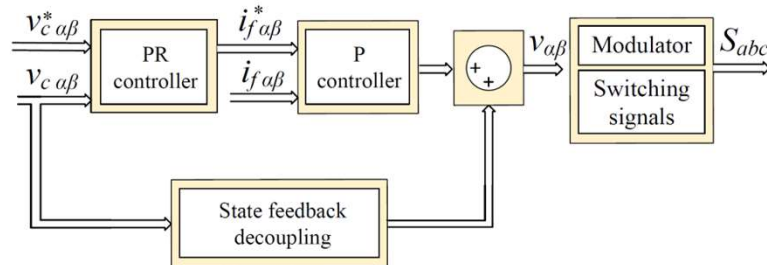 v*c αβ
i*f αβ
PR
controller
P
controller
vc αβ
if αβ
+
+
vαβ
Modulator
Switching
signals
Sabc
State feedback
decoupling